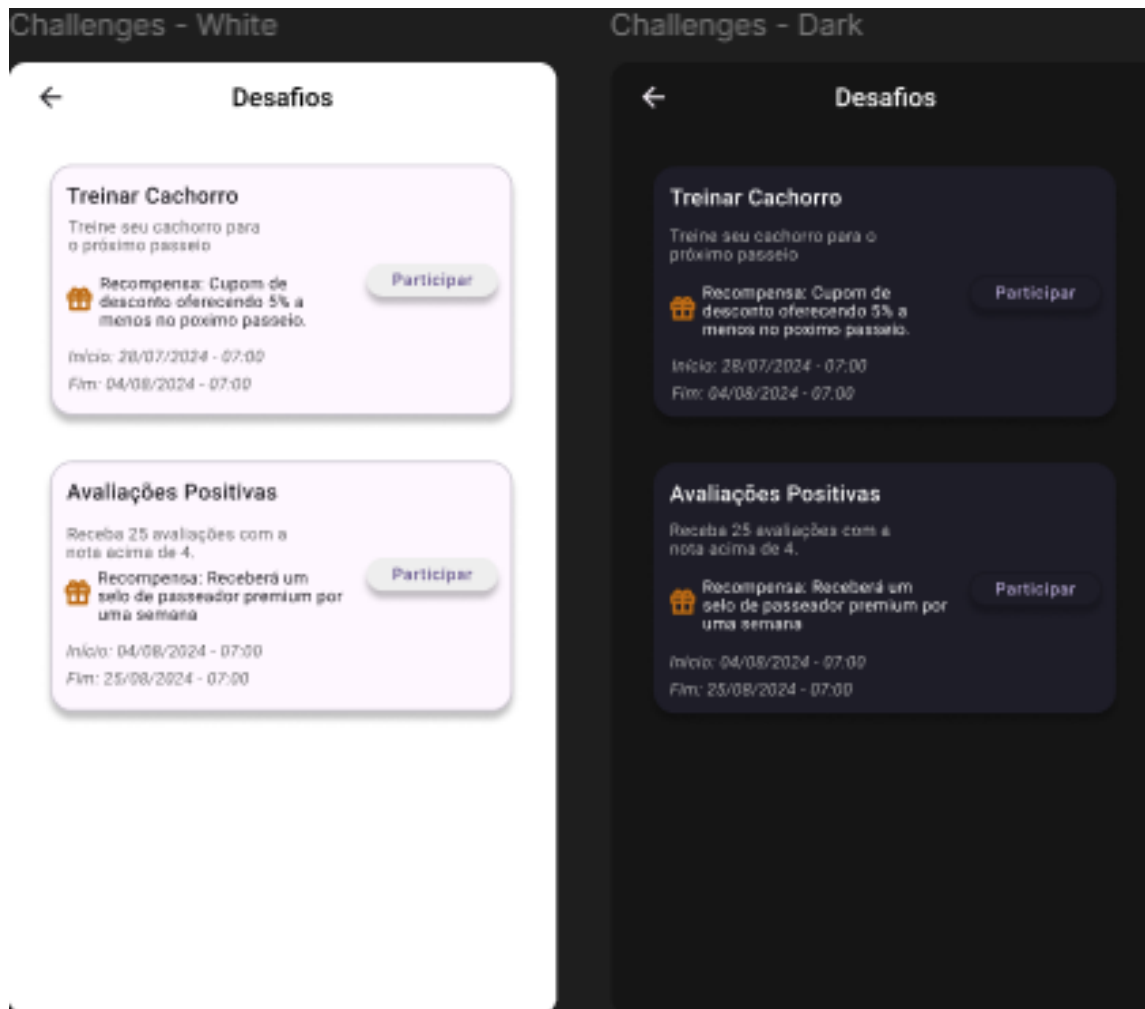 Challenges - White
Desafios
Treinar Cachorro
Treine seu cachorro para
o próximo passeio
Recompensa: Cupom de
desconto oferecendo 5% a
menos no poximo passeio.
Participar
Início: 28/07/2024 - 07:00
Fim: 04/08/2024 - 07:00
Avaliações Positivas
Receba 25 avaliações com a
nota acima de 4.
Recompensa: Receberá um
selo de passeador premium por
uma semana
Participar
Início: 04/08/2024 - 07:00
Fim: 25/08/2024 - 07:00
Challenges - Dark
Desafios
Treinar Cachorro
Treine seu cachorro para o
próximo passeio
Recompensa: Cupom de
desconto oferecendo 5% a
menos no poximo passeio.
Participar
Início: 28/07/2024 - 07:00
Fim: 04/08/2024 - 07:00
Avaliações Positivas
Receba 25 avaliações com a
nota acima de 4.
Recompensa: Receberá um
selo de passeador premium por
uma semana
Participar
Início: 04/08/2024 - 07:00
Fim: 25/08/2024 - 07:00